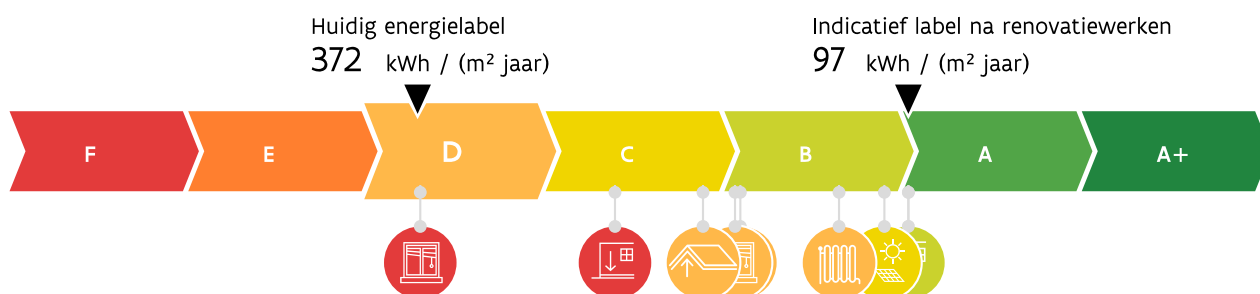 Huidig energielabel
372 kWh / (m² jaar)
Indicatief label na renovatiewerken
97 kWh / (m² jaar)
F E D C B A A+